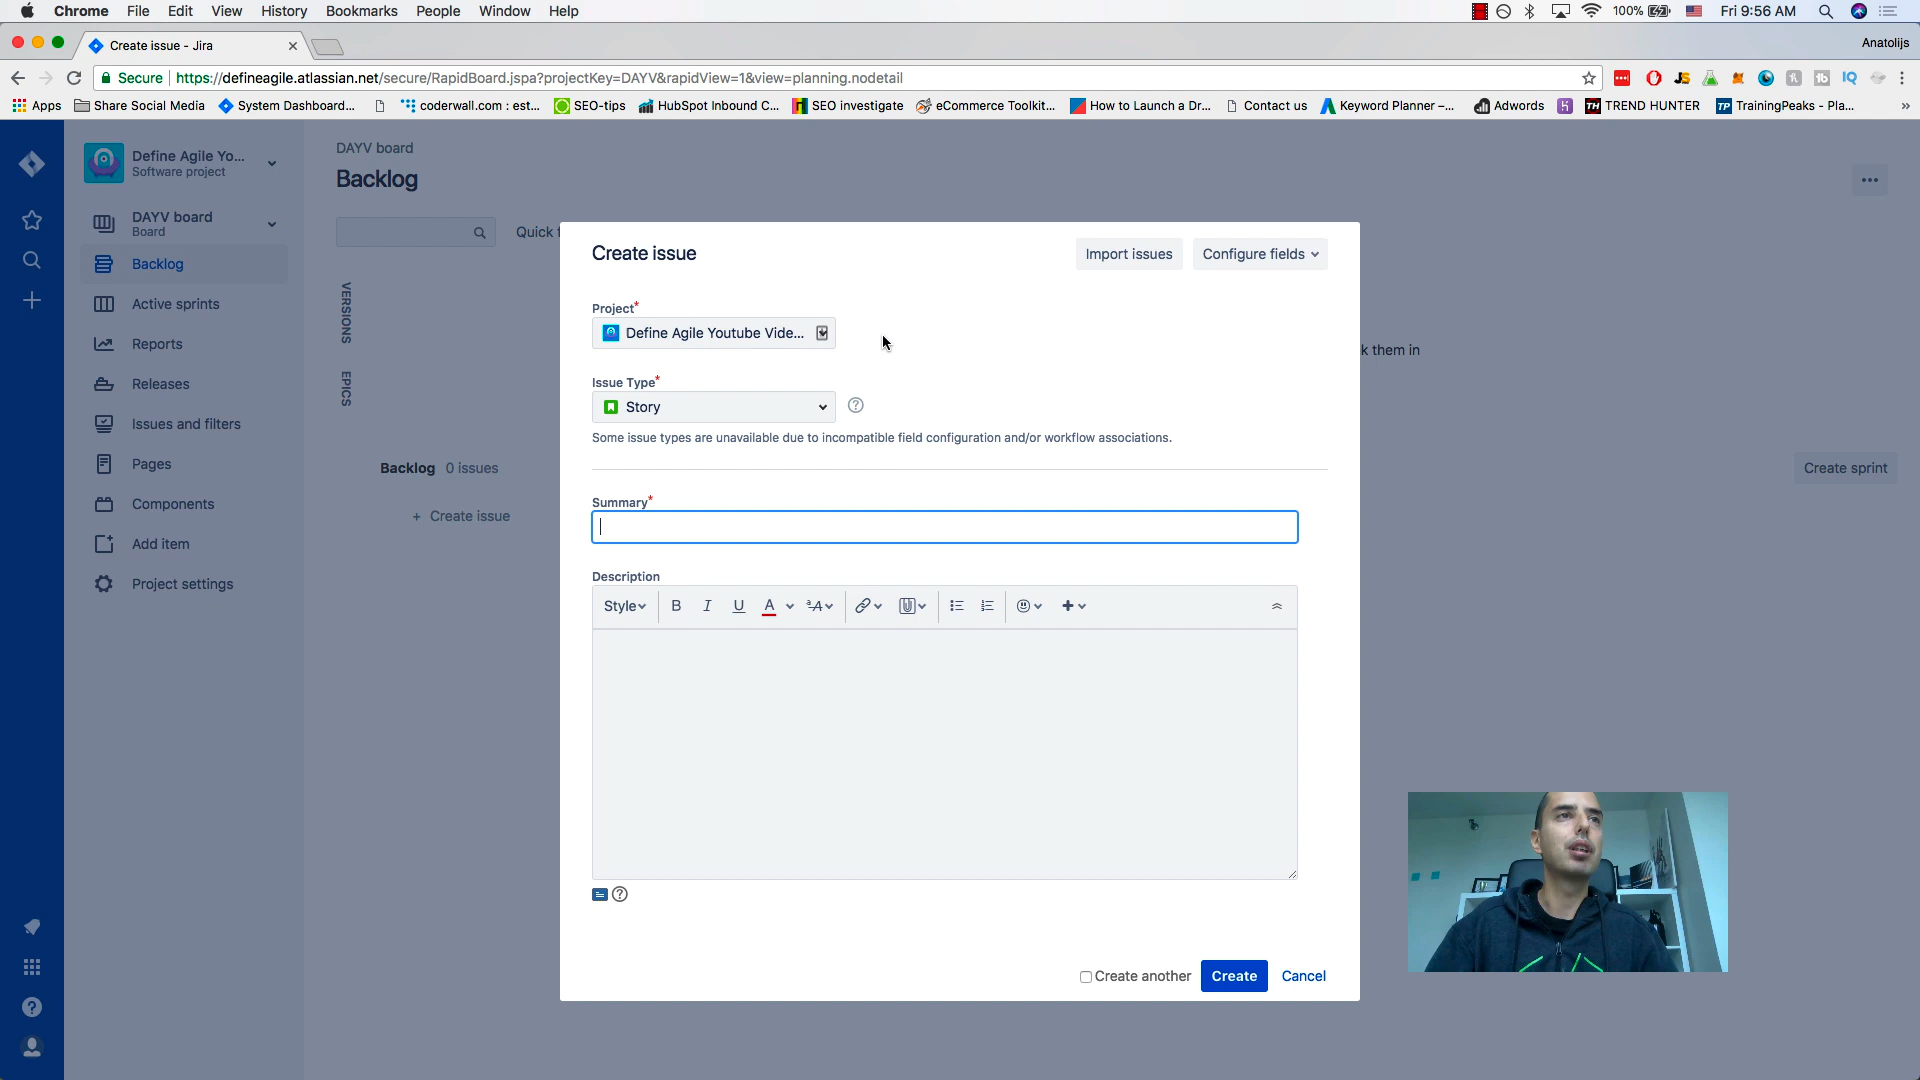 Chrome File Edit View History Bookmarks People Window Help 100% Fri 9:56 AM
Create issue - Jira Anatolijs
Secure https://defineagile.atlassian.net/secure/RapidBoard.jspa?projectKey=DAYV&rapidView=1&view=planning.nodetail
Apps Share Social Media System Dashboard... coderwall.com : est... SEO-tips HubSpot Inbound C... SEO investigate eCommerce Toolkit... How to Launch a Dr... Contact us Keyword Planner –... Adwords TH TREND HUNTER TP TrainingPeaks - Pla... »
Define Agile Yo...
Software project
DAYV board
Board
Backlog
Active sprints
Reports
Releases
Issues and filters
Pages
Components
Add item
Project settings
DAYV board
Backlog
Quick f
VERSIONS
EPICS
k them in
Backlog 0 issues
Create sprint
+ Create issue
Create issue
Import issues
Configure fields
Project*
Define Agile Youtube Vide...
Issue Type*
Story
Some issue types are unavailable due to incompatible field configuration and/or workflow associations.
Summary*
Description
Style B I U A
Create another
Create
Cancel